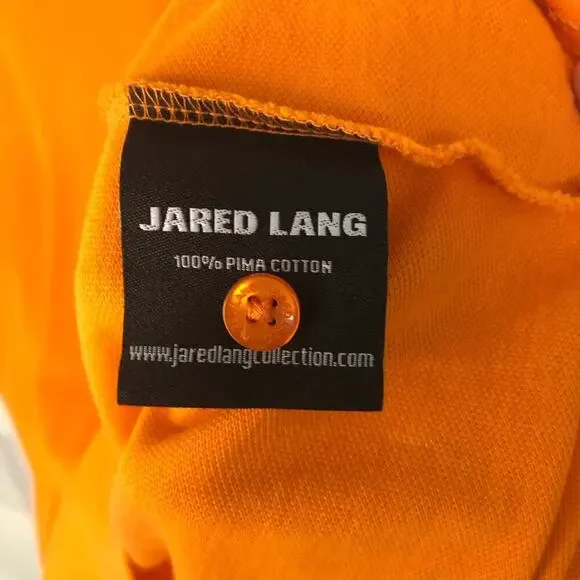 JARED LANG
100% PIMA COTTON
www.jaredlangcollection.com